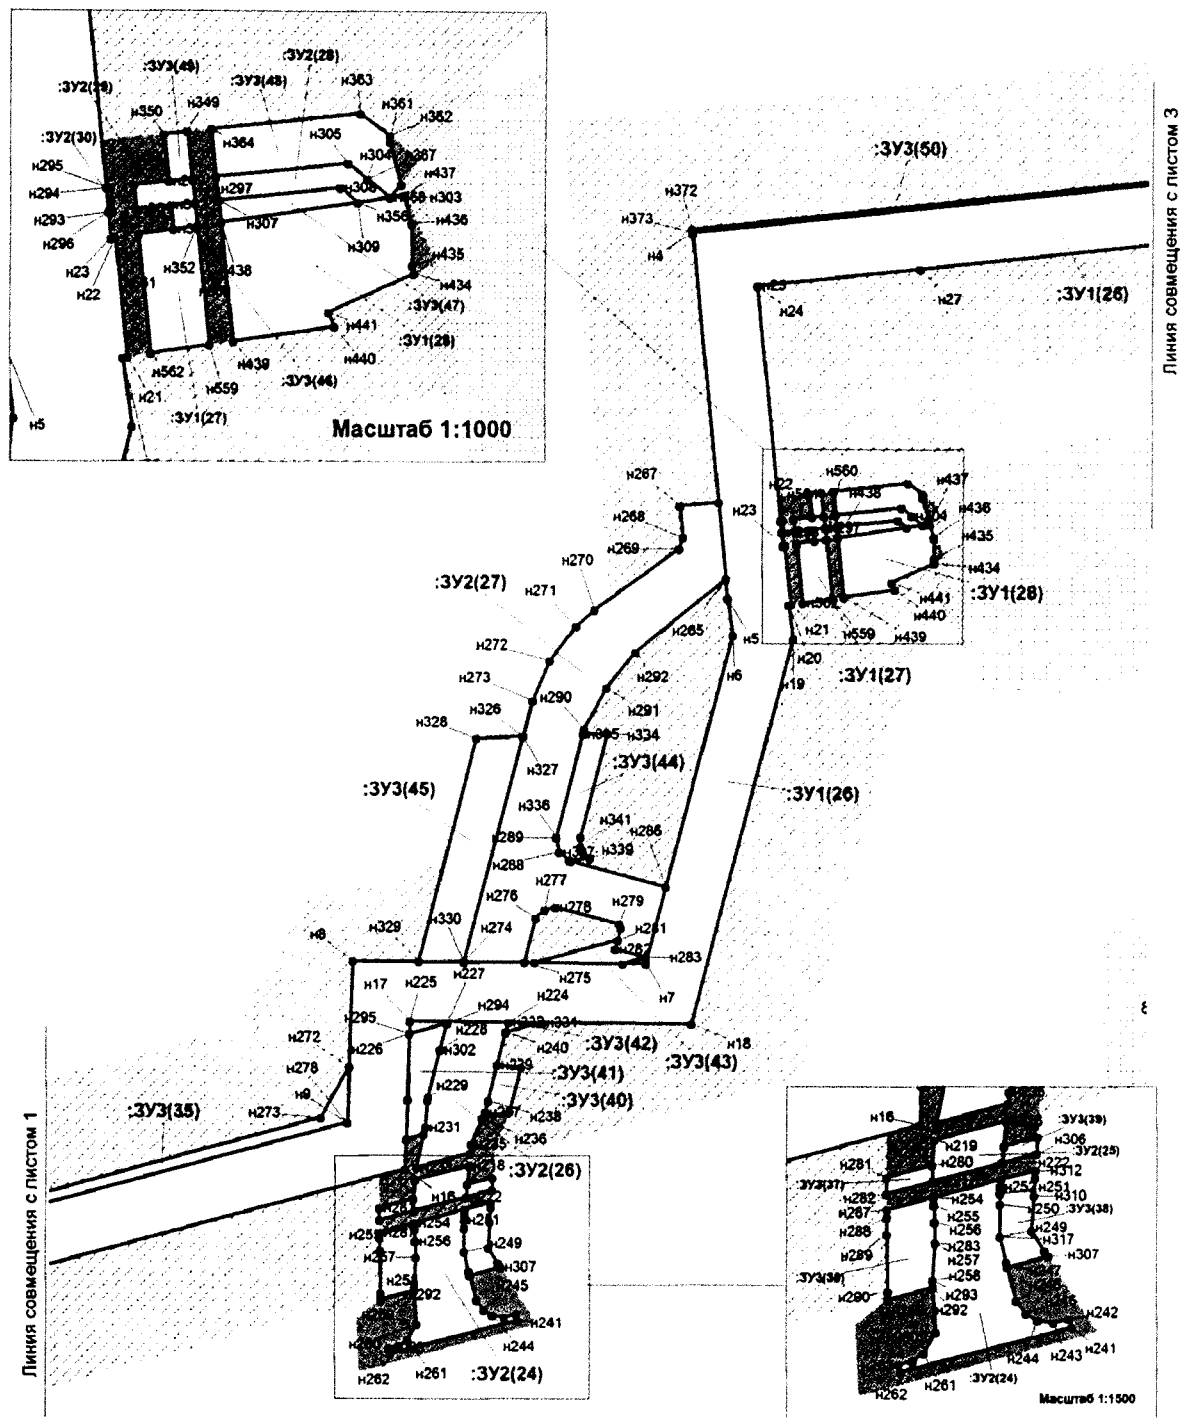 :ЗУ2(28)
:ЗУ3(49)
н363
:ЗУ3(48)
:ЗУ2(29)
н350
н349
н361
н362
н364
н305
:ЗУ2(30)
н304
н367
н295
н437
н294
н297
н303
н293
н307
н356
н436
н296
н309
н23
н352
н438
н435
н22
н434
:ЗУ3(47)
н441
:ЗУ1(28)
н562
н439
н440
н21
н559
:ЗУ3(46)
н5
:ЗУ1(27)
Масштаб 1:1000
:ЗУ3(50)
Линия совмещения с листом 3
н372
н373
н4
н24
н27
:ЗУ1(26)
н267
н22
н560
н438
н437
н268
н23
н436
н269
н435
н270
н434
:ЗУ2(27)
н271
н441
:ЗУ1(28)
н440
н265
н21
н439
н5
н559
н272
н292
н20
н6
н19
:ЗУ1(27)
н273
н290
н326
н291
н328
н334
н327
:ЗУ3(44)
:ЗУ3(45)
:ЗУ1(26)
н336
н341
н286
н289
н339
н288
н277
н276
н278
н279
н330
н274
н281
н329
н282
н8
н283
н225
н227
н275
н17
н7
н294
н224
н295
н228
н272
н226
н240
:ЗУ3(42)
н18
н302
:ЗУ3(43)
н278
н239
:ЗУ3(41)
н9
н229
:ЗУ3(40)
:ЗУ3(35)
н273
н238
н231
н236
:ЗУ2(26)
н16
н254
н256
н249
н307
н292
н245
н241
н244
н261
н262
:ЗУ2(24)
Линия совмещения с листом 1
н16
:ЗУ3(39)
н219
н306
:ЗУ2(25)
н281
н280
н222
н312
:ЗУ3(37)
н252
н251
н282
н254
н310
н287
н255
н250
:ЗУ3(38)
н288
н256
н249
н289
н283
н317
н257
н307
:ЗУ3(36)
н258
н290
н293
н292
н242
н241
н244
н243
н262
н261
:ЗУ2(24)
Масштаб 1:1500